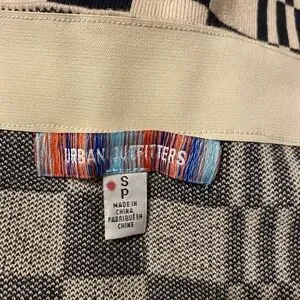 URBAN OUTFITTERS
S
P
MADE IN
CHINA
FABRIQUÉ EN
CHINE